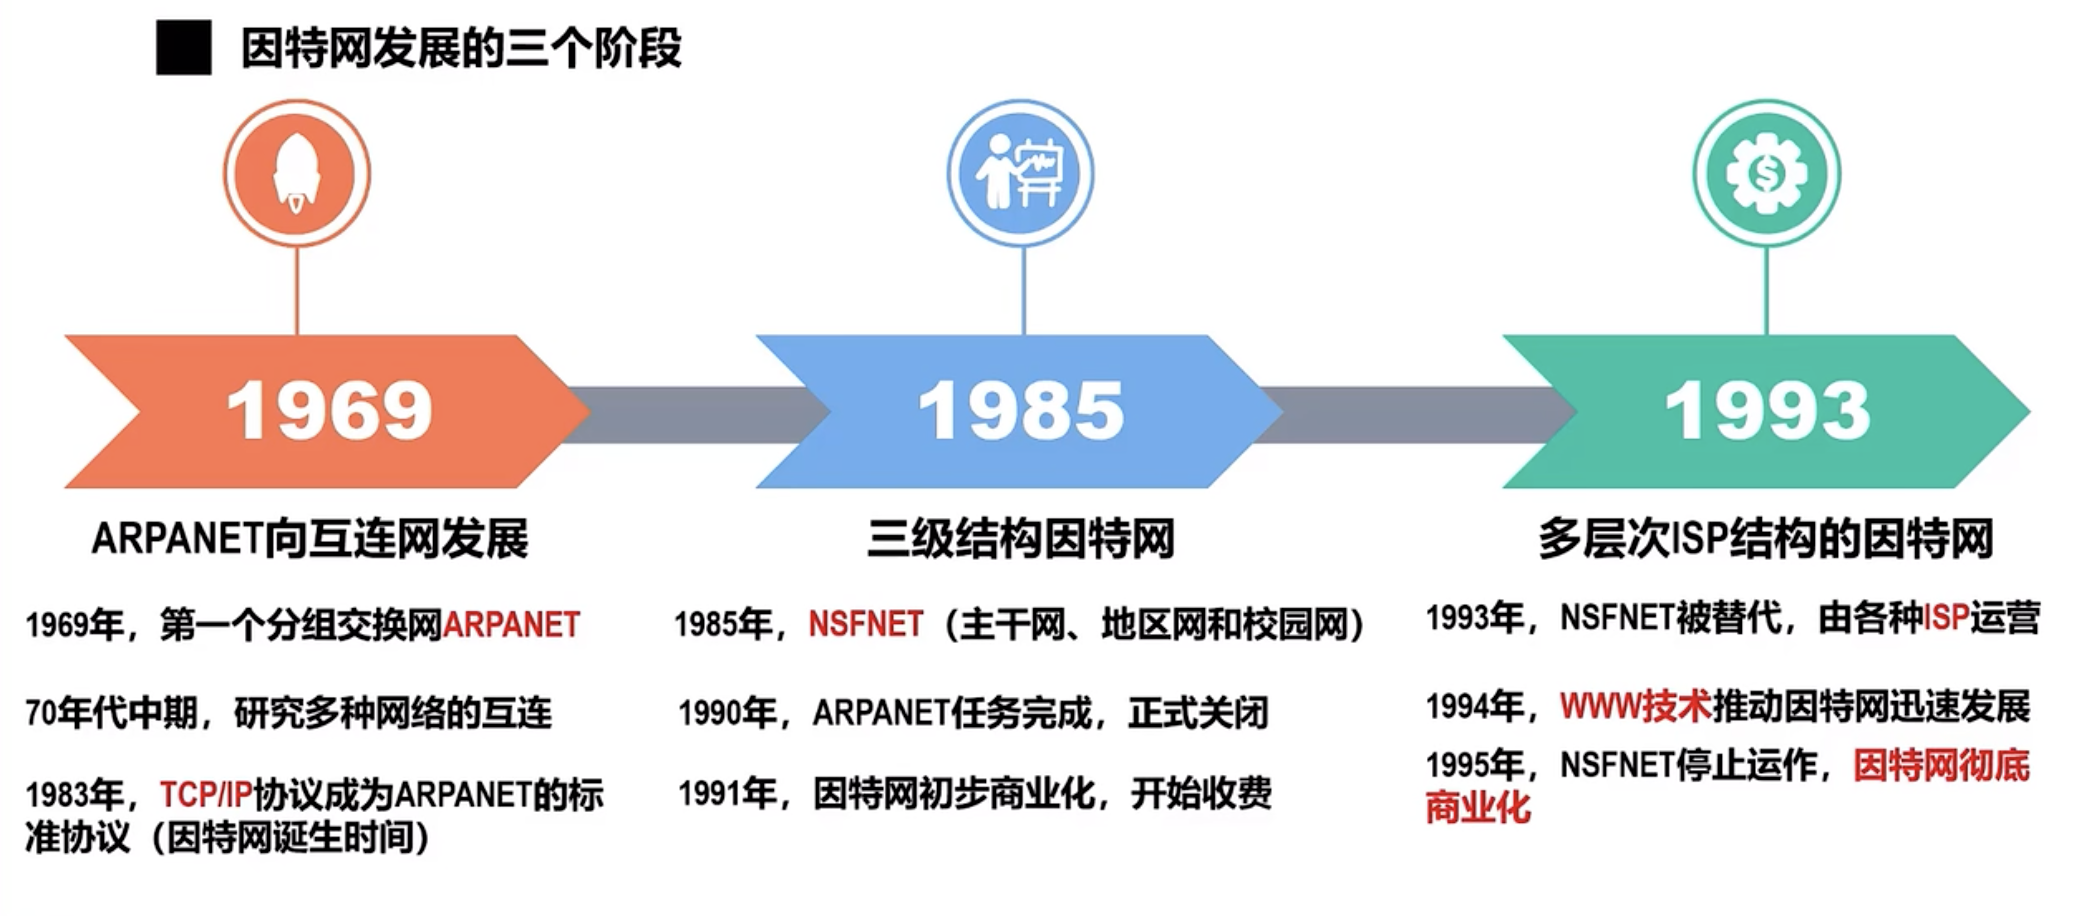 因特网发展的三个阶段
1969
ARPANET向互连网发展
1969年，第一个分组交换网ARPANET
70年代中期，研究多种网络的互连
1983年，TCP/IP协议成为ARPANET的标
准协议（因特网诞生时间）
1985
三级结构因特网
1985年，NSFNET（主干网、地区网和校园网）
1990年，ARPANET任务完成，正式关闭
1991年，因特网初步商业化，开始收费
1993
多层次ISP结构的因特网
1993年，NSFNET被替代，由各种ISP运营
1994年，WWW技术推动因特网迅速发展
1995年，NSFNET停止运作，因特网彻底
商业化